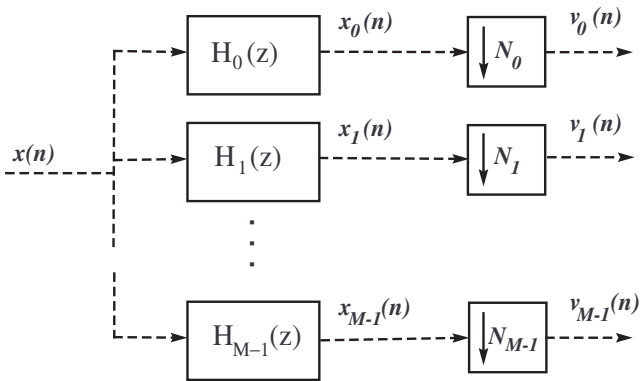 x₀(n) v₀(n)
H₀(z) N₀
x(n) x₁(n) v₁(n)
H₁(z) N₁
x_{M-1}(n) v_{M-1}(n)
H_{M–1}(z) N_{M-1}